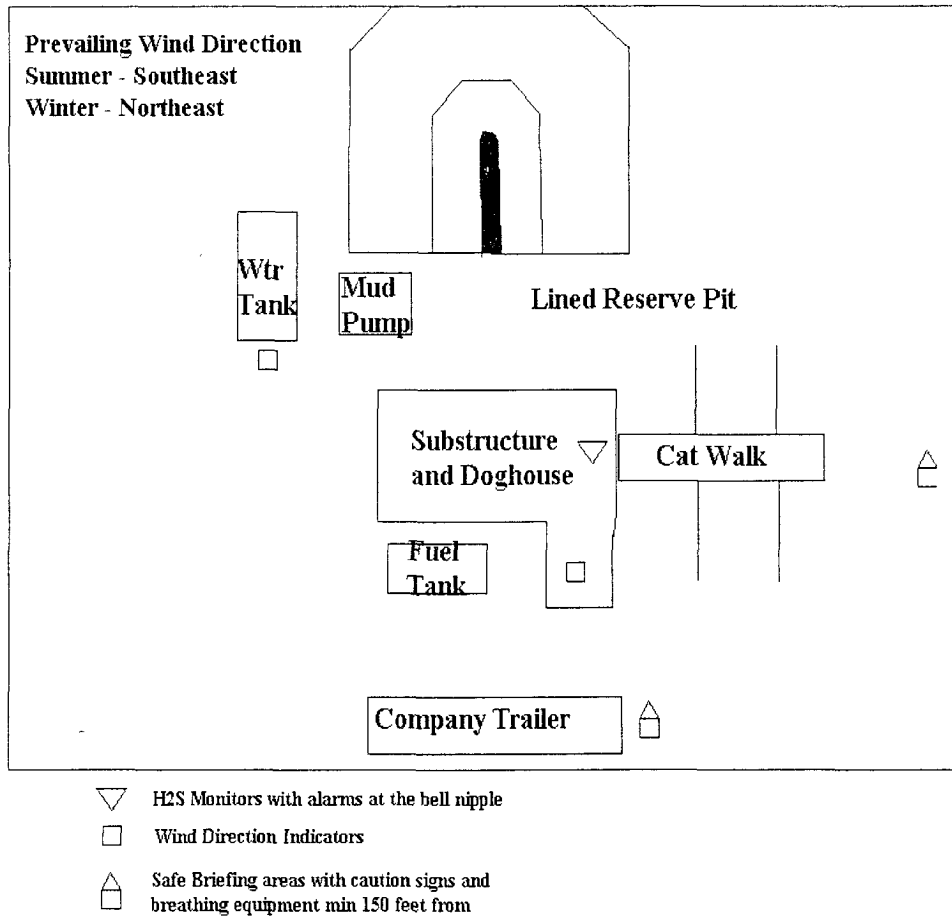 Prevailing Wind Direction
Summer - Southeast
Winter - Northeast
Wtr
Tank
Mud
Pump
Lined Reserve Pit
Substructure
and Doghouse
Cat Walk
Fuel
Tank
Company Trailer
H2S Monitors with alarms at the bell nipple
Wind Direction Indicators
Safe Briefing areas with caution signs and
breathing equipment min 150 feet from